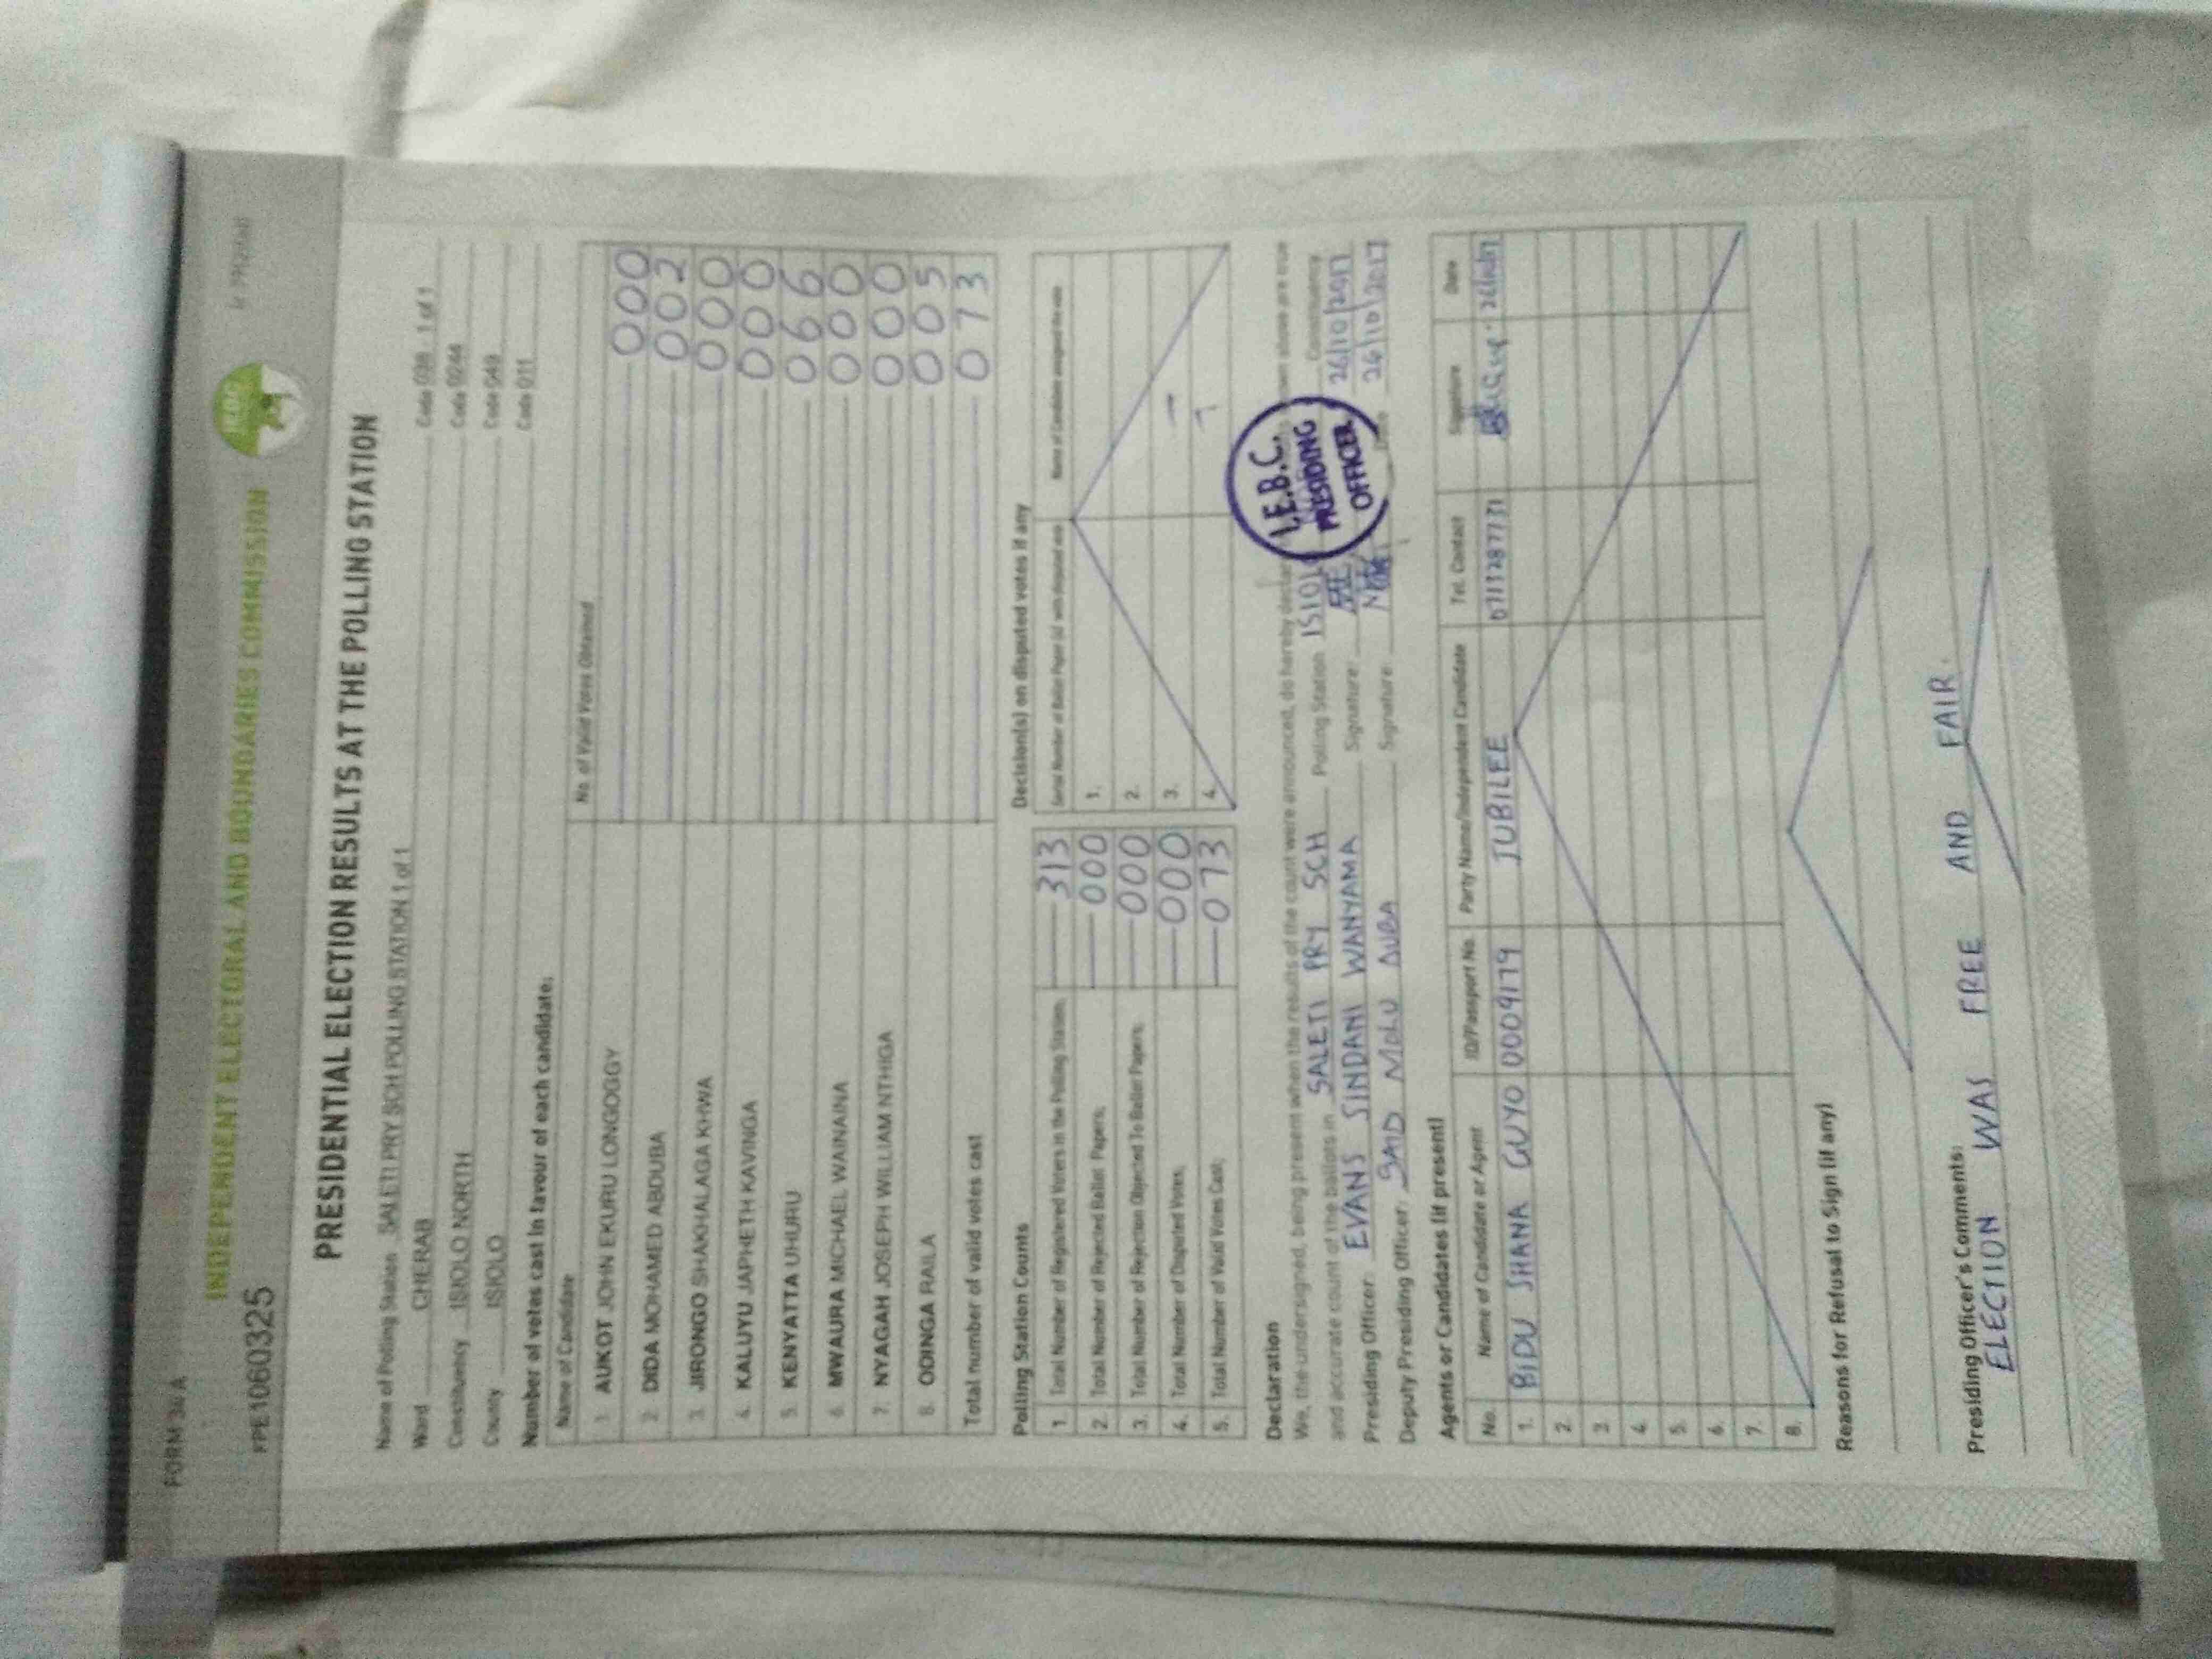 FORM 34 A
INDEPENDENT ELECTORAL AND BOUNDARIES COMMISSION
FPE1060325
PRESIDENTIAL ELECTION RESULTS AT THE POLLING STATION
Name of Polling Station SALETI PRY SCH POLLING STATION 1 of 1 Code 038 - 1 of 1
Ward CHERAB Code 0244
Constituency ISIOLO NORTH Code 049
County ISIOLO Code 011
Number of votes cast in favour of each candidate:
Name of Candidate No. of Valid Votes Obtained
1. AUKOT JOHN EKURU LONGOGGY 000
2. DIDA MOHAMED ABDUBA 002
3. JIRONGO SHAKHALAGA KHWA 000
4. KALUYU JAPHETH KAVINGA 000
5. KENYATTA UHURU 066
6. MWAURA MICHAEL WAINAINA 000
7. NYAGAH JOSEPH WILLIAM NTHIGA 000
8. ODINGA RAILA 005
Total number of valid votes cast 073
Polling Station Counts
1. Total Number of Registered Voters in the Polling Station: 313
2. Total Number of Rejected Ballot Papers: 000
3. Total Number of Rejection Objected To Ballot Papers: 000
4. Total Number of Disputed Votes: 000
5. Total Number of Valid Votes Cast: 073
Decision(s) on disputed votes if any
Serial Number of Ballot Paper (s) with disputed vote Name of Candidate assigned the vote
1.
2.
3.
4.
Declaration
We, the undersigned, being present when the results of the count were announced, do hereby declare shown above are true
and accurate count of the ballots in SALETI PRY SCH Polling Station ISIOLO Constituency
Presiding Officer: EVANS SINDANI WANYAMA Signature: 26/10/2017
Deputy Presiding Officer: SAID MOLU DUBA Signature: Date 26/10/2017
I.E.B.C.
PRESIDING
OFFICER
Agents or Candidates (if present)
No. Name of Candidate or Agent ID/Passport No. Party Name/Independent Candidate Tel. Contact Signature Date
1. BIDU SHANA GUYO 0009179 JUBILEE 26/10/17
2.
3.
4.
5.
6.
7.
8.
Reasons for Refusal to Sign (if any)
Presiding Officer's Comments:
ELECTION WAS FREE AND FAIR.